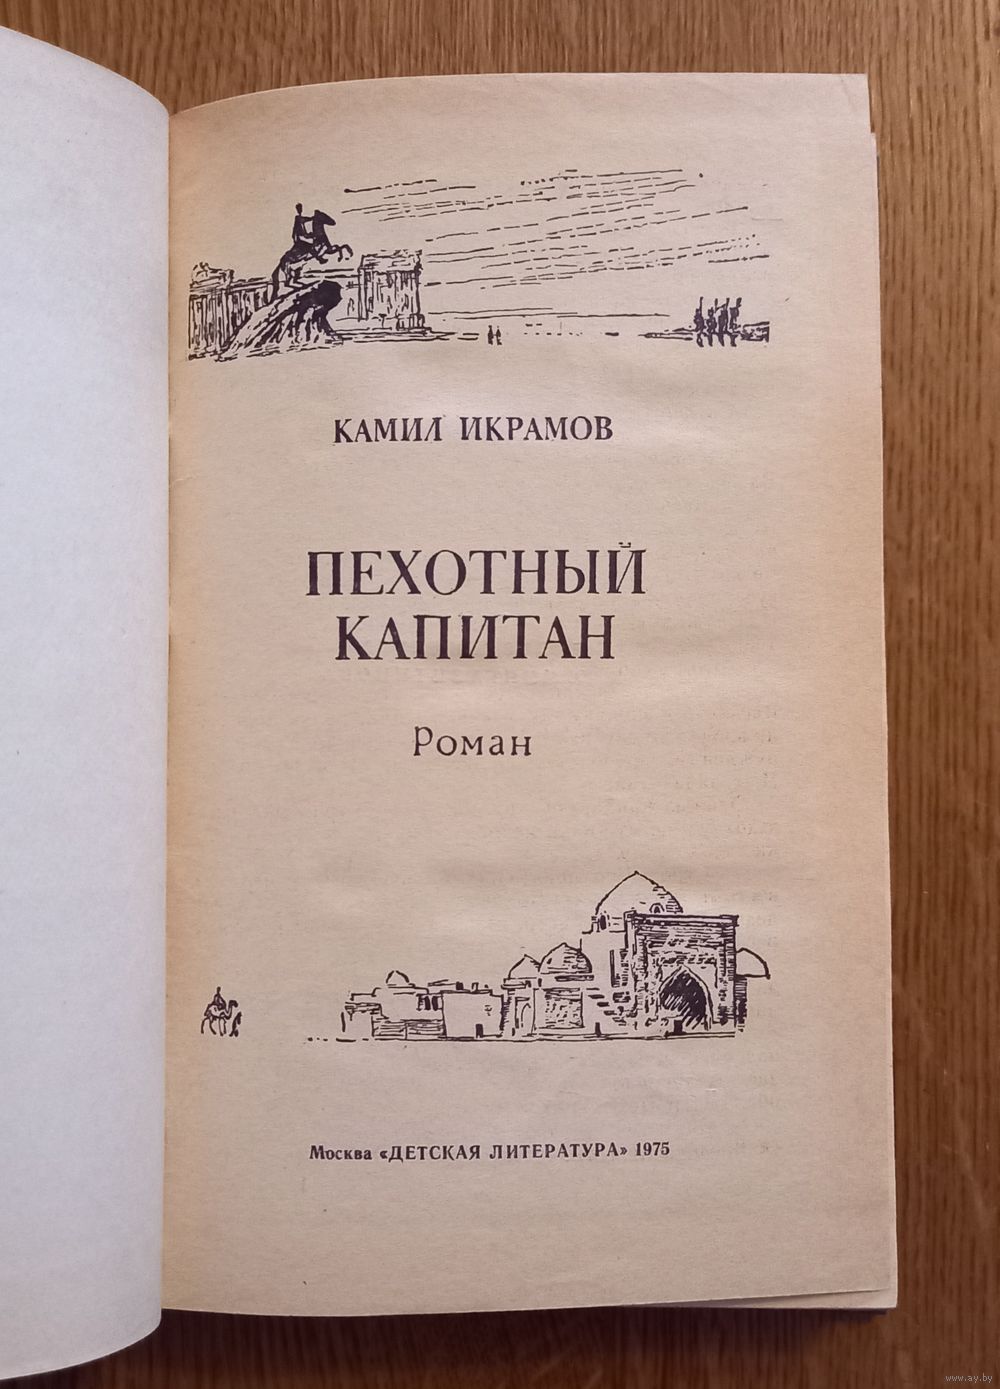 КАМИЛ ИКРАМОВ
ПЕХОТНЫЙ
КАПИТАН
Роман
Москва «ДЕТСКАЯ ЛИТЕРАТУРА» 1975
www.ay.by